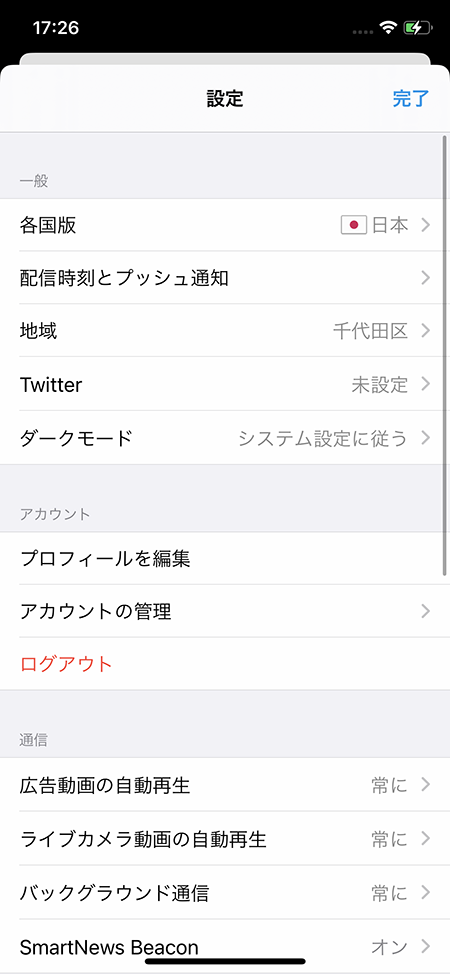 17:26
設定
完了
一般
各国版 日本
配信時刻とプッシュ通知
地域 千代田区
Twitter 未設定
ダークモード システム設定に従う
アカウント
プロフィールを編集
アカウントの管理
ログアウト
通信
広告動画の自動再生 常に
ライブカメラ動画の自動再生 常に
バックグラウンド通信 常に
SmartNews Beacon オン